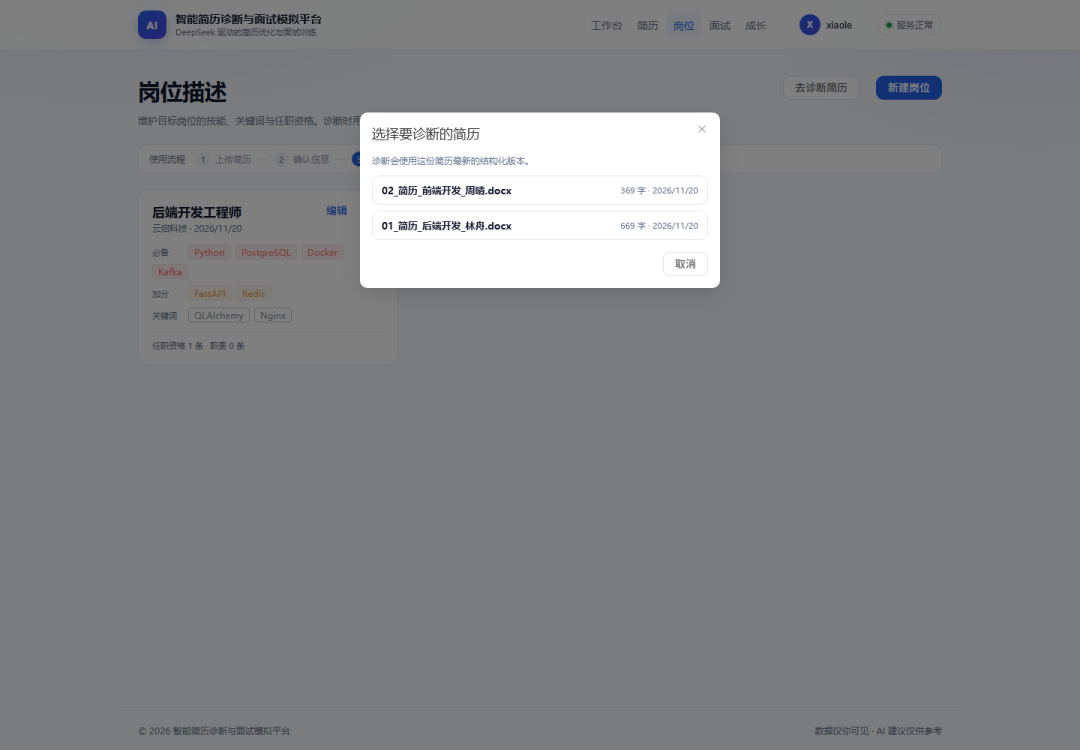 AI
智能简历诊断与面试模拟平台
DeepSeek 驱动的简历优化与面试训练
工作台 简历 岗位 面试 成长
X xiaole
服务正常
岗位描述
去诊断简历 新建岗位
维护目标岗位的技能、关键词与任职资格。诊断时用
使用流程 1 上传简历 2 确认信息
选择要诊断的简历
诊断会使用这份简历最新的结构化版本。
02_简历_前端开发_周晴.docx 369 字 · 2026/11/20
01_简历_后端开发_林舟.docx 669 字 · 2026/11/20
取消
后端开发工程师 编辑
云启科技 · 2026/11/20
必备 Python PostgreSQL Docker
Kafka
加分 FastAPI Redis
关键词 QLAlchemy Nginx
任职资格 1 条 · 职责 0 条
© 2026 智能简历诊断与面试模拟平台
数据仅你可见 · AI 建议仅供参考